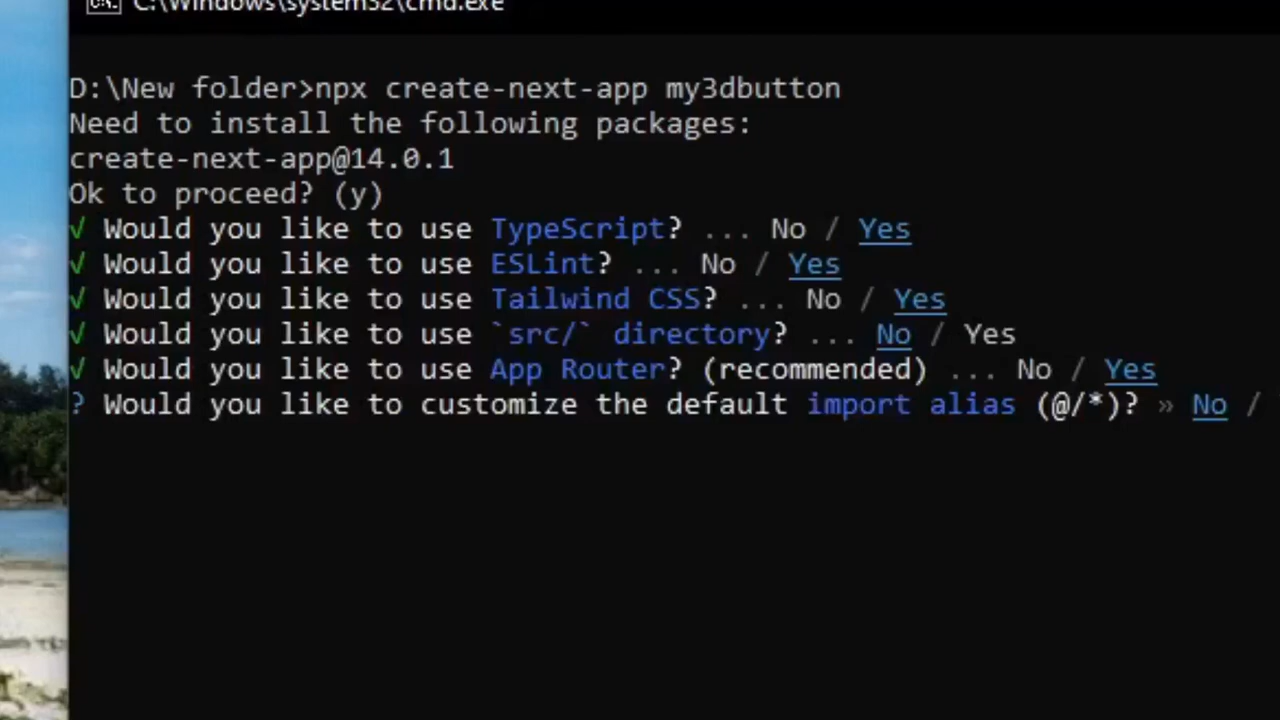 C:\Windows\system32\cmd.exe
D:\New folder>npx create-next-app my3dbutton
Need to install the following packages:
create-next-app@14.0.1
Ok to proceed? (y)
√ Would you like to use TypeScript? ... No / Yes
√ Would you like to use ESLint? ... No / Yes
√ Would you like to use Tailwind CSS? ... No / Yes
√ Would you like to use `src/` directory? ... No / Yes
√ Would you like to use App Router? (recommended) ... No / Yes
? Would you like to customize the default import alias (@/*)? » No /